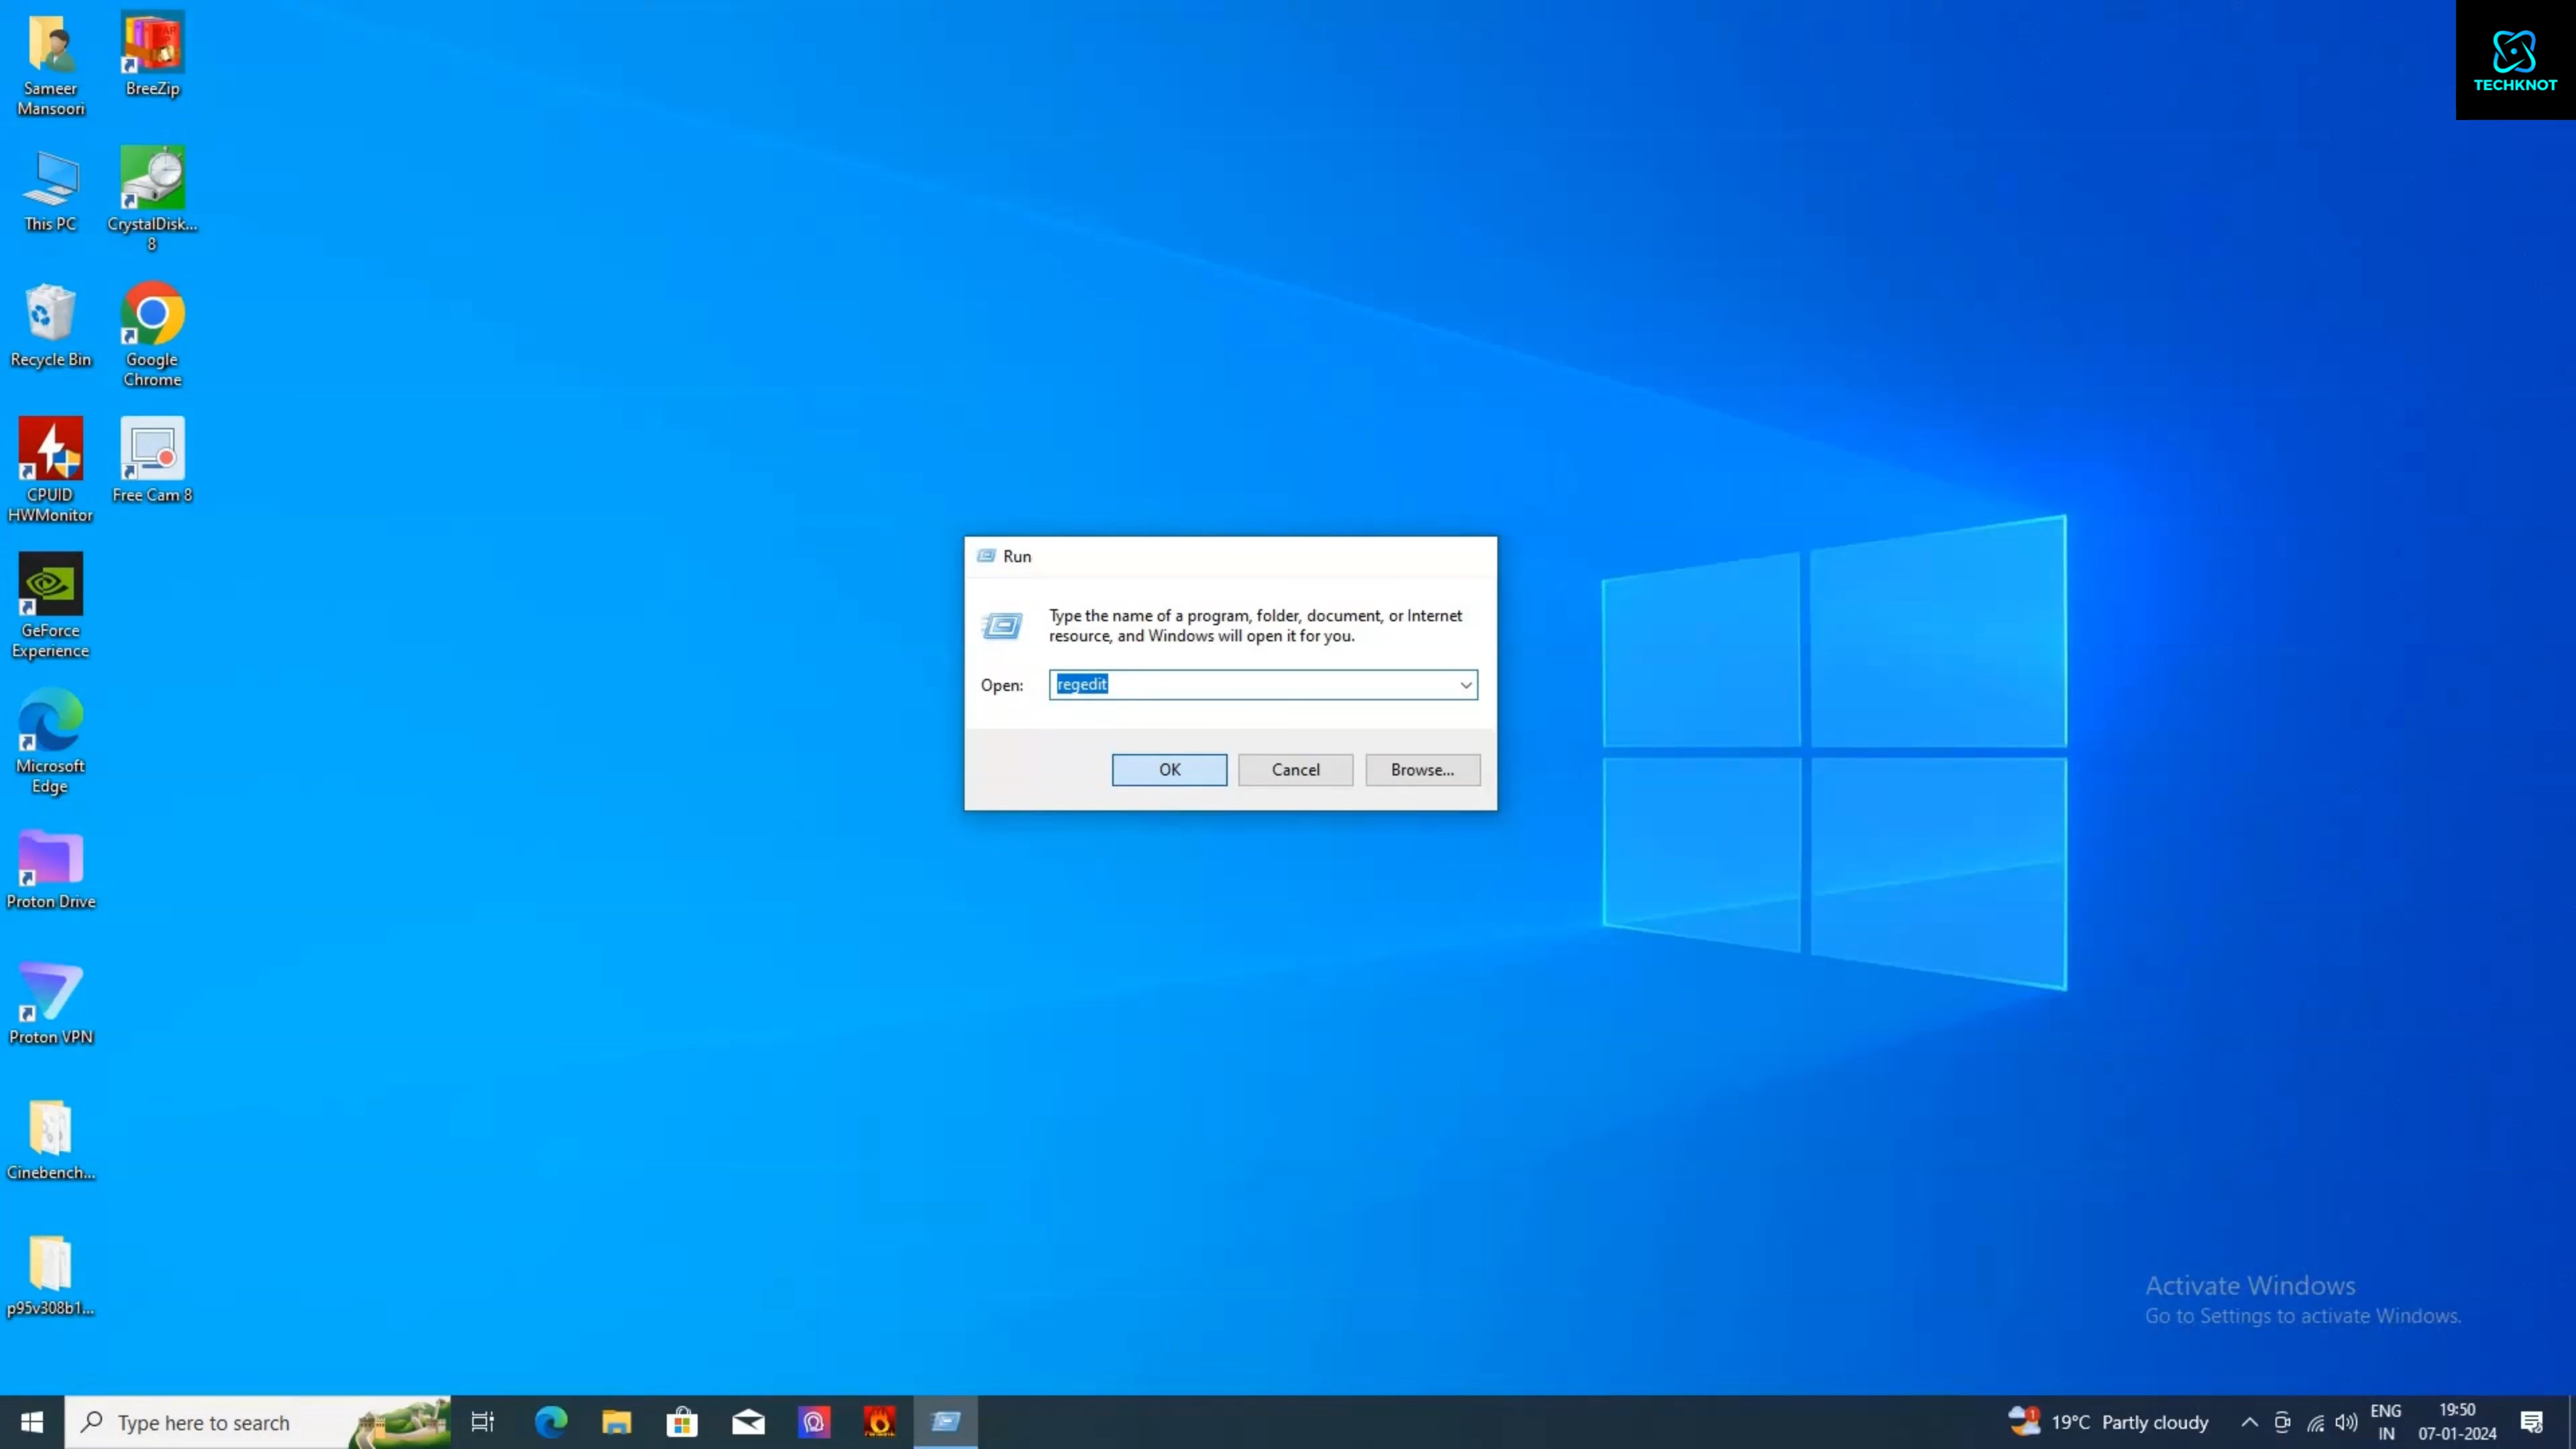 Sameer
Mansoori
BreeZip
This PC
CrystalDisk...
8
Recycle Bin
Google
Chrome
CPUID
HWMonitor
Free Cam 8
GeForce
Experience
Microsoft
Edge
Proton Drive
Proton VPN
Cinebench...
p95v308b1...
TECHKNOT
Run
Type the name of a program, folder, document, or Internet
resource, and Windows will open it for you.
Open:
regedit
OK
Cancel
Browse...
Activate Windows
Go to Settings to activate Windows.
Type here to search
1
19°C Partly cloudy
ENG
IN
19:50
07-01-2024